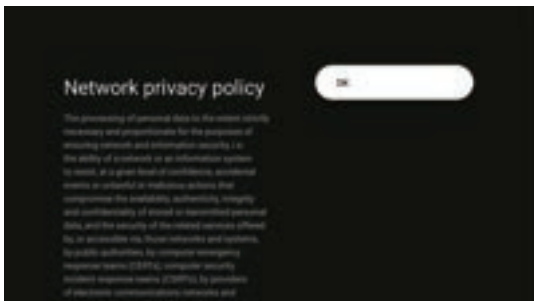 Network privacy policy
The processing of personal data to the extent strictly
necessary and proportionate for the purposes of
ensuring network and information security, i.e.
the ability of a network or an information system
to resist, at a given level of confidence, accidental
events or unlawful or malicious actions that
compromise the availability, authenticity, integrity
and confidentiality of stored or transmitted personal
data, and the security of the related services offered
by, or accessible via, those networks and systems,
by public authorities, by computer emergency
response teams (CERTs), computer security
incident response teams (CSIRTs), by providers
of electronic communications networks and
OK